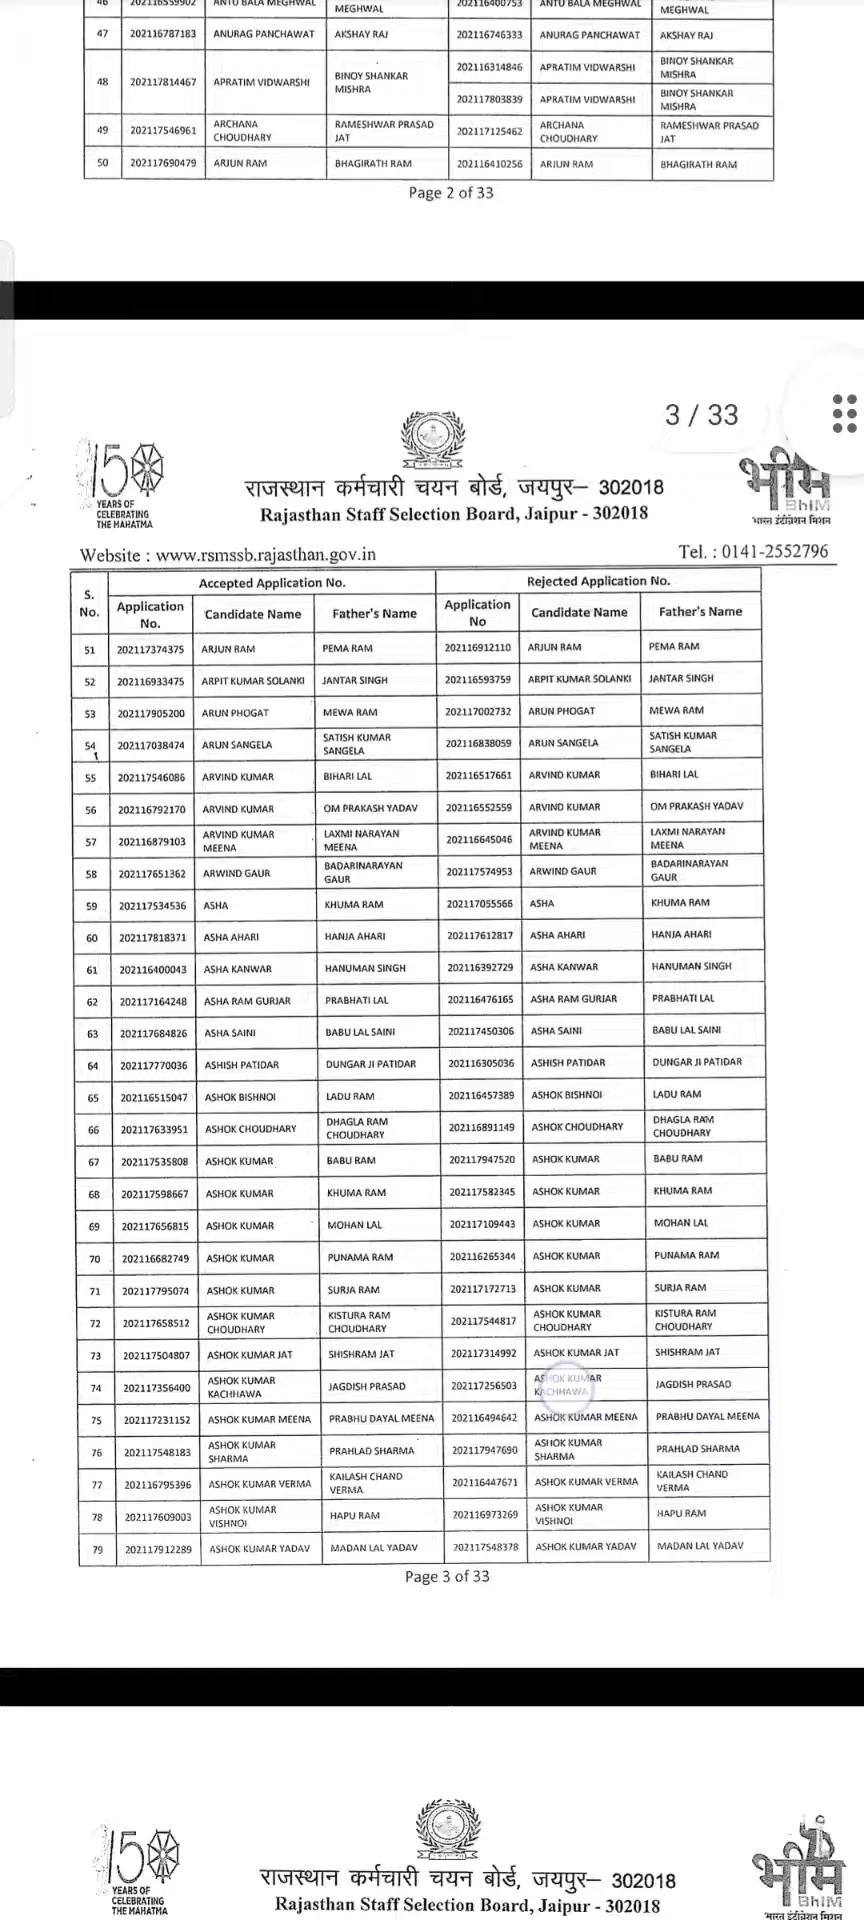 46 202116559902 ANTU BALA MEGHWAL MEGHWAL 202116400753 ANTU BALA MEGHWAL MEGHWAL
47 202116787183 ANURAG PANCHAWAT AKSHAY RAJ 202116746333 ANURAG PANCHAWAT AKSHAY RAJ
48 202117814467 APRATIM VIDWARSHI BINOY SHANKAR MISHRA 202116314846 APRATIM VIDWARSHI BINOY SHANKAR MISHRA
202117803839 APRATIM VIDWARSHI BINOY SHANKAR MISHRA
49 202117546961 ARCHANA CHOUDHARY RAMESHWAR PRASAD JAT 202117125462 ARCHANA CHOUDHARY RAMESHWAR PRASAD JAT
50 202117690479 ARJUN RAM BHAGIRATH RAM 202116410256 ARJUN RAM BHAGIRATH RAM
Page 2 of 33
3 / 33
150
YEARS OF
CELEBRATING
THE MAHATMA
राजस्थान कर्मचारी चयन बोर्ड, जयपुर– 302018
Rajasthan Staff Selection Board, Jaipur - 302018
भीम
BhIM
भारत इंटीग्रेशन मिशन
Website : www.rsmssb.rajasthan.gov.in Tel. : 0141-2552796
S. No. Accepted Application No. Rejected Application No.
Application No. Candidate Name Father's Name Application No Candidate Name Father's Name
51 202117374375 ARJUN RAM PEMA RAM 202116912110 ARJUN RAM PEMA RAM
52 202116933475 ARPIT KUMAR SOLANKI JANTAR SINGH 202116593759 ARPIT KUMAR SOLANKI JANTAR SINGH
53 202117905200 ARUN PHOGAT MEWA RAM 202117002732 ARUN PHOGAT MEWA RAM
54 202117038474 ARUN SANGELA SATISH KUMAR SANGELA 202116838059 ARUN SANGELA SATISH KUMAR SANGELA
55 202117546086 ARVIND KUMAR BIHARI LAL 202116517661 ARVIND KUMAR BIHARI LAL
56 202116792170 ARVIND KUMAR OM PRAKASH YADAV 202116552559 ARVIND KUMAR OM PRAKASH YADAV
57 202116879103 ARVIND KUMAR MEENA LAXMI NARAYAN MEENA 202116645046 ARVIND KUMAR MEENA LAXMI NARAYAN MEENA
58 202117651362 ARWIND GAUR BADARINARAYAN GAUR 202117574953 ARWIND GAUR BADARINARAYAN GAUR
59 202117534536 ASHA KHUMA RAM 202117055566 ASHA KHUMA RAM
60 202117818371 ASHA AHARI HANJA AHARI 202117612817 ASHA AHARI HANJA AHARI
61 202116400043 ASHA KANWAR HANUMAN SINGH 202116392729 ASHA KANWAR HANUMAN SINGH
62 202117164248 ASHA RAM GURJAR PRABHATI LAL 202116476165 ASHA RAM GURJAR PRABHATI LAL
63 202117684826 ASHA SAINI BABU LAL SAINI 202117450306 ASHA SAINI BABU LAL SAINI
64 202117770036 ASHISH PATIDAR DUNGAR JI PATIDAR 202116305036 ASHISH PATIDAR DUNGAR JI PATIDAR
65 202116515047 ASHOK BISHNOI LADU RAM 202116457389 ASHOK BISHNOI LADU RAM
66 202117633951 ASHOK CHOUDHARY DHAGLA RAM CHOUDHARY 202116891149 ASHOK CHOUDHARY DHAGLA RAM CHOUDHARY
67 202117535808 ASHOK KUMAR BABU RAM 202117947520 ASHOK KUMAR BABU RAM
68 202117598667 ASHOK KUMAR KHUMA RAM 202117582345 ASHOK KUMAR KHUMA RAM
69 202117656815 ASHOK KUMAR MOHAN LAL 202117109443 ASHOK KUMAR MOHAN LAL
70 202116682749 ASHOK KUMAR PUNAMA RAM 202116265344 ASHOK KUMAR PUNAMA RAM
71 202117795074 ASHOK KUMAR SURJA RAM 202117172713 ASHOK KUMAR SURJA RAM
72 202117658512 ASHOK KUMAR CHOUDHARY KISTURA RAM CHOUDHARY 202117544817 ASHOK KUMAR CHOUDHARY KISTURA RAM CHOUDHARY
73 202117504807 ASHOK KUMAR JAT SHISHRAM JAT 202117314992 ASHOK KUMAR JAT SHISHRAM JAT
74 202117356400 ASHOK KUMAR KACHHAWA JAGDISH PRASAD 202117256503 ASHOK KUMAR KACHHAWA JAGDISH PRASAD
75 202117231152 ASHOK KUMAR MEENA PRABHU DAYAL MEENA 202116494642 ASHOK KUMAR MEENA PRABHU DAYAL MEENA
76 202117548183 ASHOK KUMAR SHARMA PRAHLAD SHARMA 202117947690 ASHOK KUMAR SHARMA PRAHLAD SHARMA
77 202116795396 ASHOK KUMAR VERMA KAILASH CHAND VERMA 202116447671 ASHOK KUMAR VERMA KAILASH CHAND VERMA
78 202117609003 ASHOK KUMAR VISHNOI HAPU RAM 202116973269 ASHOK KUMAR VISHNOI HAPU RAM
79 202117912289 ASHOK KUMAR YADAV MADAN LAL YADAV 202117548378 ASHOK KUMAR YADAV MADAN LAL YADAV
Page 3 of 33
150
YEARS OF
CELEBRATING
THE MAHATMA
राजस्थान कर्मचारी चयन बोर्ड, जयपुर– 302018
Rajasthan Staff Selection Board, Jaipur - 302018
भीम
BhIM
भारत इंटीग्रेशन मिशन